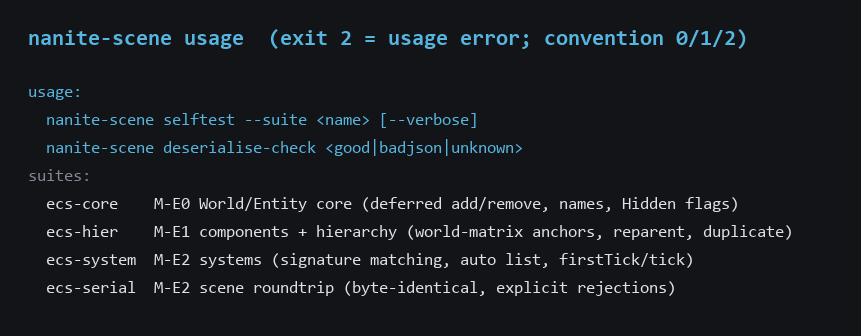 nanite-scene usage  (exit 2 = usage error; convention 0/1/2)
usage:
  nanite-scene selftest --suite <name> [--verbose]
  nanite-scene deserialise-check <good|badjson|unknown>
suites:
  ecs-core    M-E0 World/Entity core (deferred add/remove, names, Hidden flags)
  ecs-hier    M-E1 components + hierarchy (world-matrix anchors, reparent, duplicate)
  ecs-system  M-E2 systems (signature matching, auto list, firstTick/tick)
  ecs-serial  M-E2 scene roundtrip (byte-identical, explicit rejections)